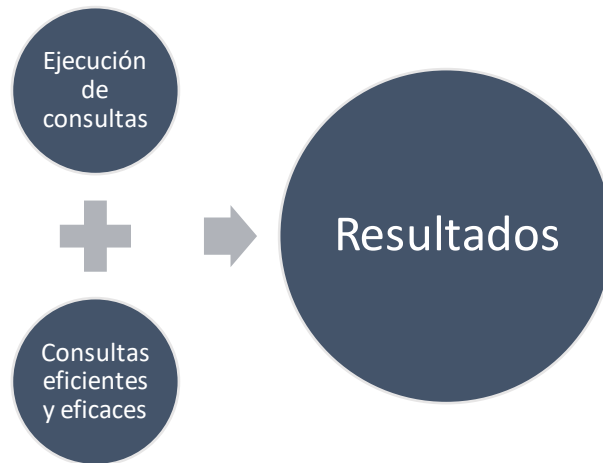 Ejecución
de
consultas
Resultados
Consultas
eficientes
y eficaces